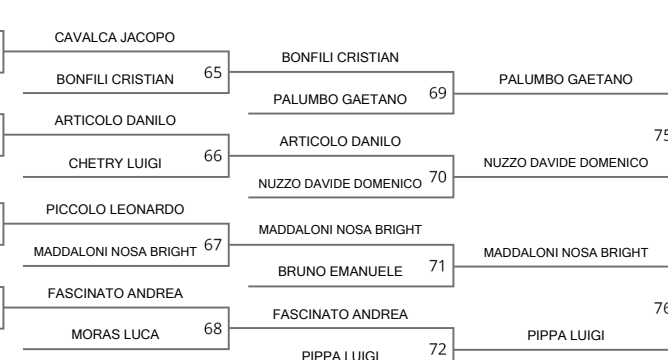 CAVALCA JACOPO
BONFILI CRISTIAN
65
ARTICOLO DANILO
CHETRY LUIGI
66
PICCOLO LEONARDO
MADDALONI NOSA BRIGHT
67
FASCINATO ANDREA
MORAS LUCA
68
BONFILI CRISTIAN
PALUMBO GAETANO
69
ARTICOLO DANILO
NUZZO DAVIDE DOMENICO
70
MADDALONI NOSA BRIGHT
BRUNO EMANUELE
71
FASCINATO ANDREA
PIPPA LUIGI
72
PALUMBO GAETANO
75
NUZZO DAVIDE DOMENICO
MADDALONI NOSA BRIGHT
76
PIPPA LUIGI